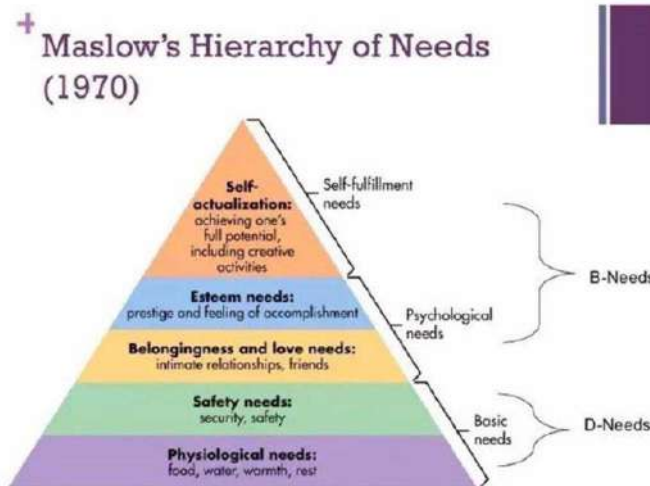 +
Maslow's Hierarchy of Needs
(1970)
Self-
actualization:
achieving one's
full potential,
including creative
activities
Esteem needs:
prestige and feeling of accomplishment
Belongingness and love needs:
intimate relationships, friends
Safety needs:
security, safety
Physiological needs:
food, water, warmth, rest
Self-fulfillment
needs
Psychological
needs
Basic
needs
B-Needs
D-Needs